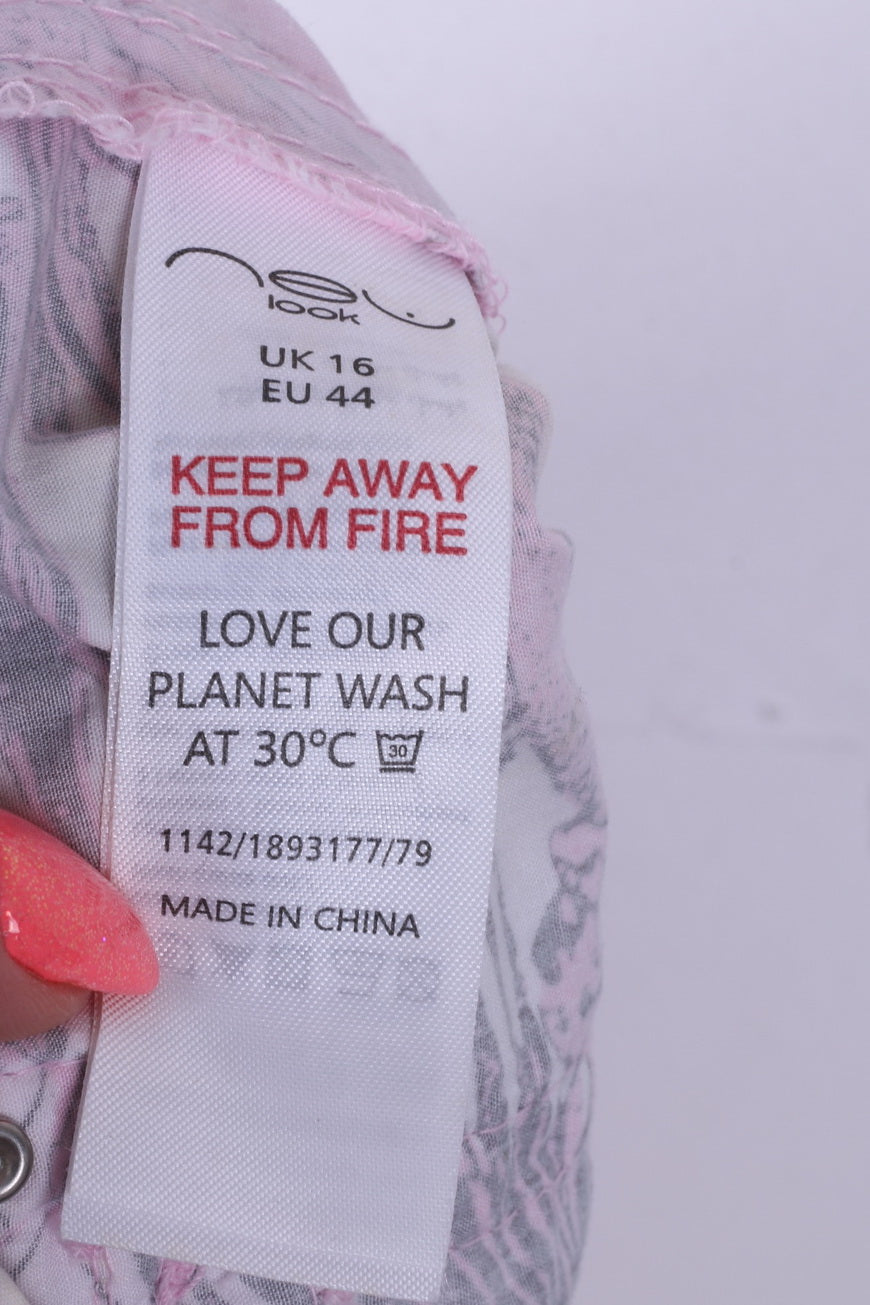 new
look
UK 16
EU 44
KEEP AWAY
FROM FIRE
LOVE OUR
PLANET WASH
AT 30°C 30
1142/1893177/79
MADE IN CHINA